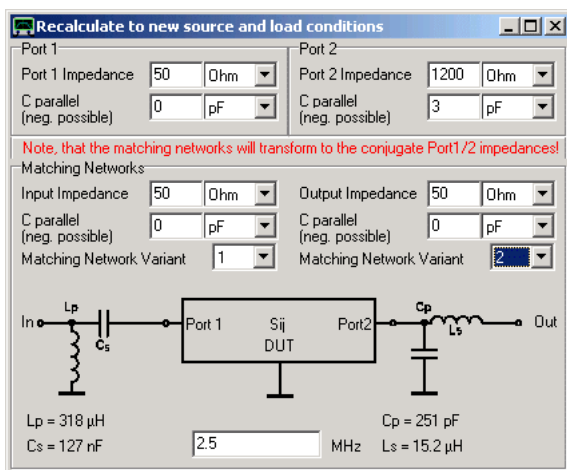 Recalculate to new source and load conditions
Port 1
Port 1 Impedance 50 Ohm
C parallel
(neg. possible) 0 pF
Port 2
Port 2 Impedance 1200 Ohm
C parallel
(neg. possible) 3 pF
Note, that the matching networks will transform to the conjugate Port1/2 impedances!
Matching Networks
Input Impedance 50 Ohm
C parallel
(neg. possible) 0 pF
Matching Network Variant 1
Output Impedance 50 Ohm
C parallel
(neg. possible) 0 pF
Matching Network Variant 2
In
Lp
Cs
Port 1 Sij Port2
DUT
Cp
Ls
Out
Lp = 318 µH
Cs = 127 nF
2.5 MHz
Cp = 251 pF
Ls = 15.2 µH